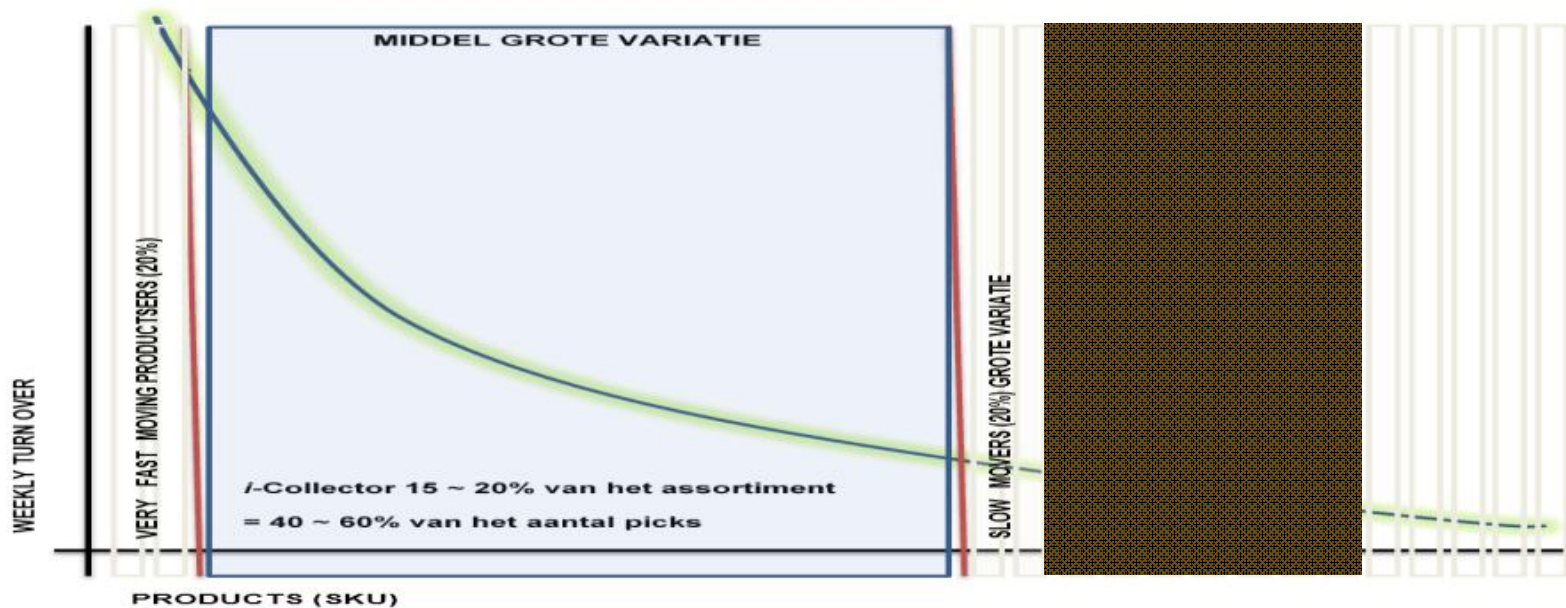 MIDDEL GROTE VARIATIE
WEEKLY TURN OVER
VERY FAST MOVING PRODUCTSERS (20%)
i-Collector 15 ~ 20% van het assortiment
= 40 ~ 60% van het aantal picks
SLOW MOVERS (20%) GROTE VARIATIE
PRODUCTS (SKU)